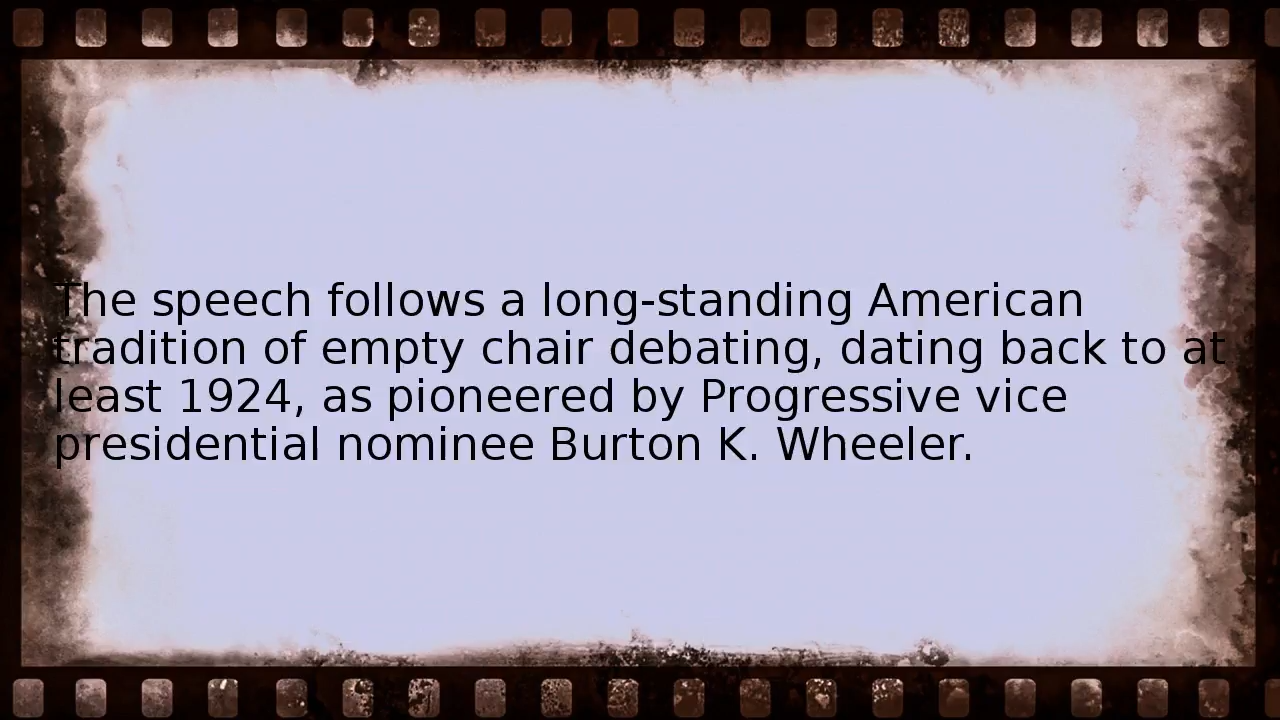 The speech follows a long-standing American
tradition of empty chair debating, dating back to at
least 1924, as pioneered by Progressive vice
presidential nominee Burton K. Wheeler.